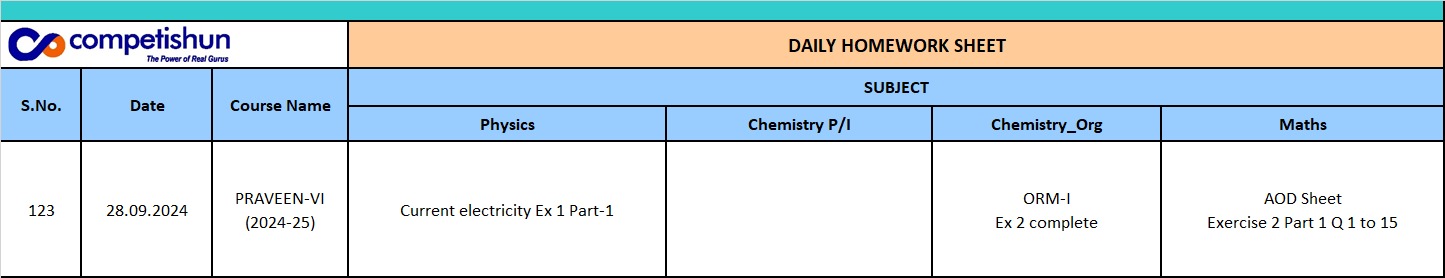 competishun
The Power of Real Gurus
DAILY HOMEWORK SHEET
S.No.
Date
Course Name
SUBJECT
Physics
Chemistry P/I
Chemistry_Org
Maths
123
28.09.2024
PRAVEEN-VI
(2024-25)
Current electricity Ex 1 Part-1
ORM-I
Ex 2 complete
AOD Sheet
Exercise 2 Part 1 Q 1 to 15